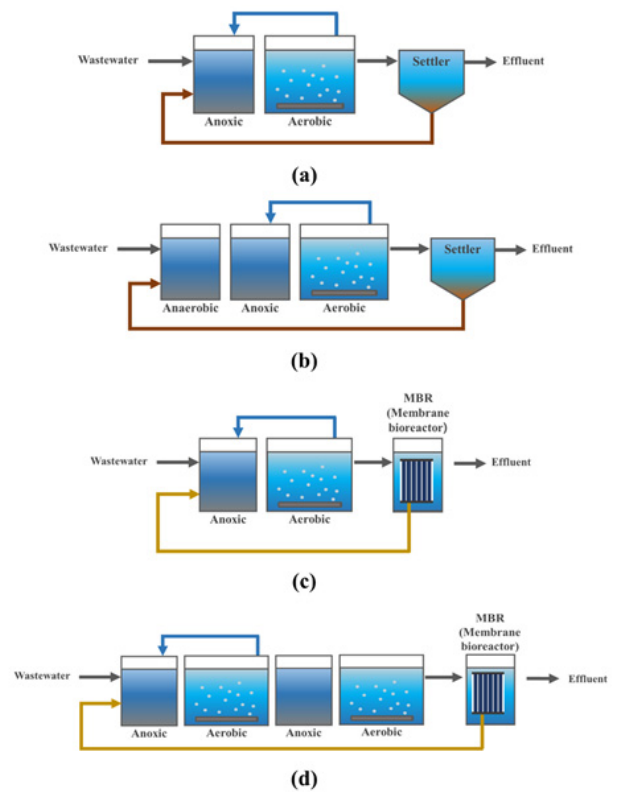 Wastewater
Settler
Effluent
Anoxic
Aerobic
(a)
Wastewater
Settler
Effluent
Anaerobic
Anoxic
Aerobic
(b)
MBR
(Membrane
bioreactor)
Wastewater
Effluent
Anoxic
Aerobic
(c)
MBR
(Membrane
bioreactor)
Wastewater
Effluent
Anoxic
Aerobic
Anoxic
Aerobic
(d)